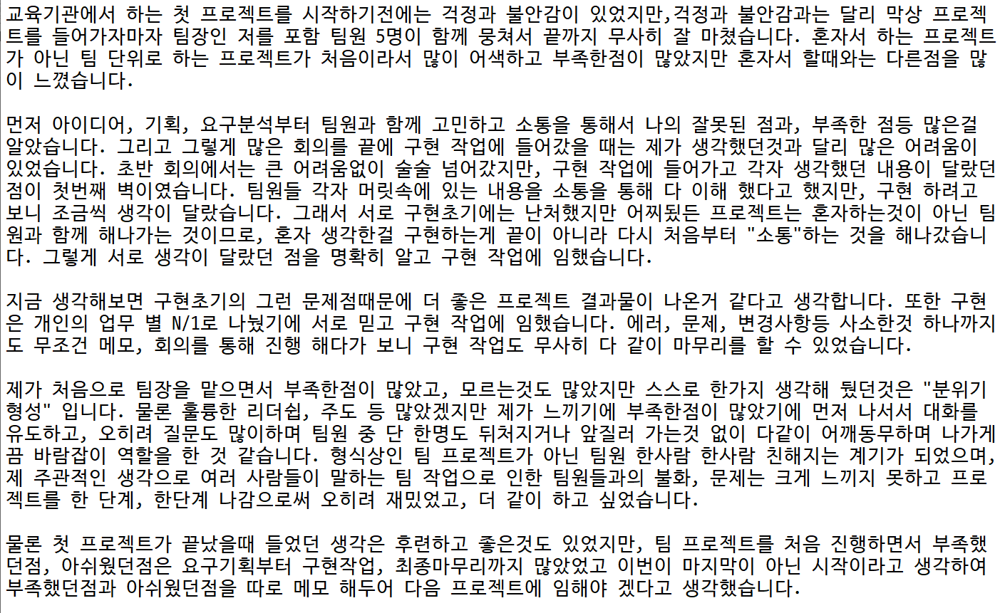 교육기관에서 하는 첫 프로젝트를 시작하기전에는 걱정과 불안감이 있었지만,걱정과 불안감과는 달리 막상 프로젝
트를 들어가자마자 팀장인 저를 포함 팀원 5명이 함께 뭉쳐서 끝까지 무사히 잘 마쳤습니다. 혼자서 하는 프로젝트
가 아닌 팀 단위로 하는 프로젝트가 처음이라서 많이 어색하고 부족한점이 많았지만 혼자서 할때와는 다른점을 많
이 느꼈습니다.
먼저 아이디어, 기획, 요구분석부터 팀원과 함께 고민하고 소통을 통해서 나의 잘못된 점과, 부족한 점등 많은걸
알았습니다. 그리고 그렇게 많은 회의를 끝에 구현 작업에 들어갔을 때는 제가 생각했던것과 달리 많은 어려움이
있었습니다. 초반 회의에서는 큰 어려움없이 술술 넘어갔지만, 구현 작업에 들어가고 각자 생각했던 내용이 달랐던
점이 첫번째 벽이였습니다. 팀원들 각자 머릿속에 있는 내용을 소통을 통해 다 이해 했다고 했지만, 구현 하려고
보니 조금씩 생각이 달랐습니다. 그래서 서로 구현초기에는 난처했지만 어찌됬든 프로젝트는 혼자하는것이 아닌 팀
원과 함께 해나가는 것이므로, 혼자 생각한걸 구현하는게 끝이 아니라 다시 처음부터 "소통"하는 것을 해나갔습니
다. 그렇게 서로 생각이 달랐던 점을 명확히 알고 구현 작업에 임했습니다.
지금 생각해보면 구현초기의 그런 문제점때문에 더 좋은 프로젝트 결과물이 나온거 같다고 생각합니다. 또한 구현
은 개인의 업무 별 N/1로 나눴기에 서로 믿고 구현 작업에 임했습니다. 에러, 문제, 변경사항등 사소한것 하나까지
도 무조건 메모, 회의를 통해 진행 해다가 보니 구현 작업도 무사히 다 같이 마무리를 할 수 있었습니다.
제가 처음으로 팀장을 맡으면서 부족한점이 많았고, 모르는것도 많았지만 스스로 한가지 생각해 뒀던것은 "분위기
형성" 입니다. 물론 훌륭한 리더쉽, 주도 등 많았겠지만 제가 느끼기에 부족한점이 많았기에 먼저 나서서 대화를
유도하고, 오히려 질문도 많이하며 팀원 중 단 한명도 뒤처지거나 앞질러 가는것 없이 다같이 어깨동무하며 나가게
끔 바람잡이 역할을 한 것 같습니다. 형식상인 팀 프로젝트가 아닌 팀원 한사람 한사람 친해지는 계기가 되었으며,
제 주관적인 생각으로 여러 사람들이 말하는 팀 작업으로 인한 팀원들과의 불화, 문제는 크게 느끼지 못하고 프로
젝트를 한 단계, 한단계 나감으로써 오히려 재밌었고, 더 같이 하고 싶었습니다.
물론 첫 프로젝트가 끝났을때 들었던 생각은 후련하고 좋은것도 있었지만, 팀 프로젝트를 처음 진행하면서 부족했
던점, 아쉬웠던점은 요구기획부터 구현작업, 최종마무리까지 많았었고 이번이 마지막이 아닌 시작이라고 생각하여
부족했던점과 아쉬웠던점을 따로 메모 해두어 다음 프로젝트에 임해야 겠다고 생각했습니다.